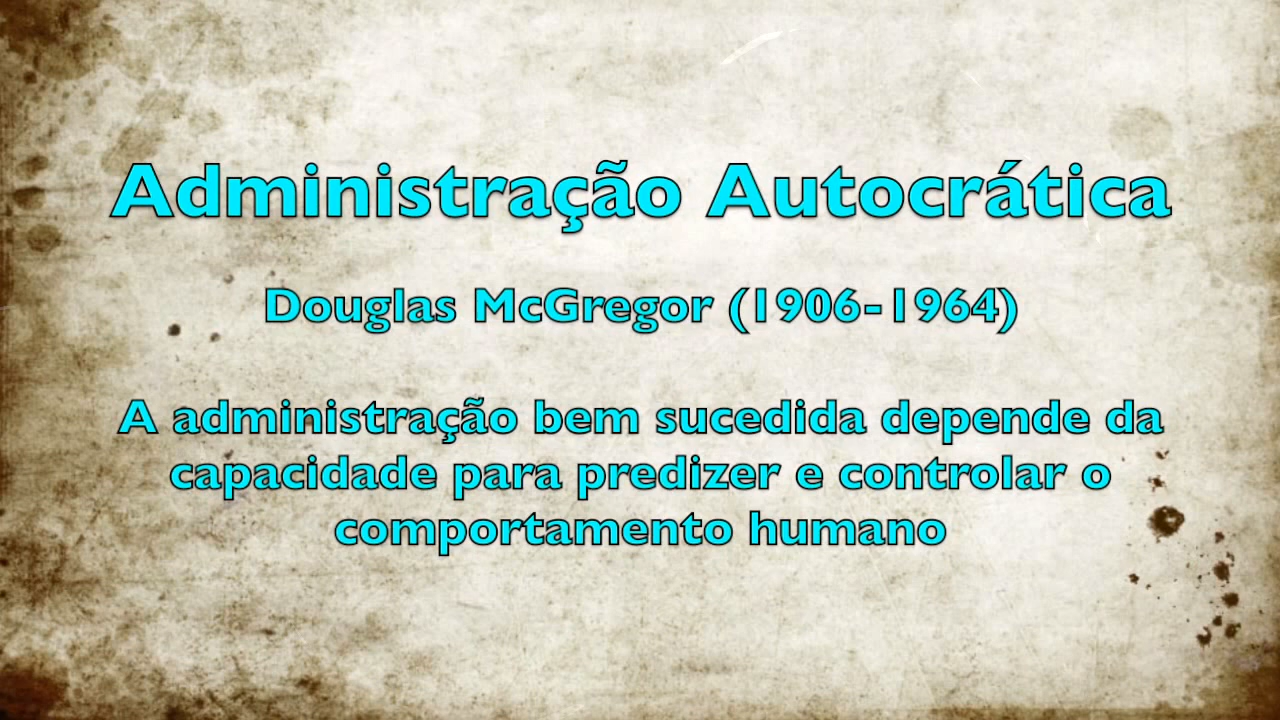 Administração Autocrática
Douglas McGregor (1906-1964)
A administração bem sucedida depende da
capacidade para predizer e controlar o
comportamento humano